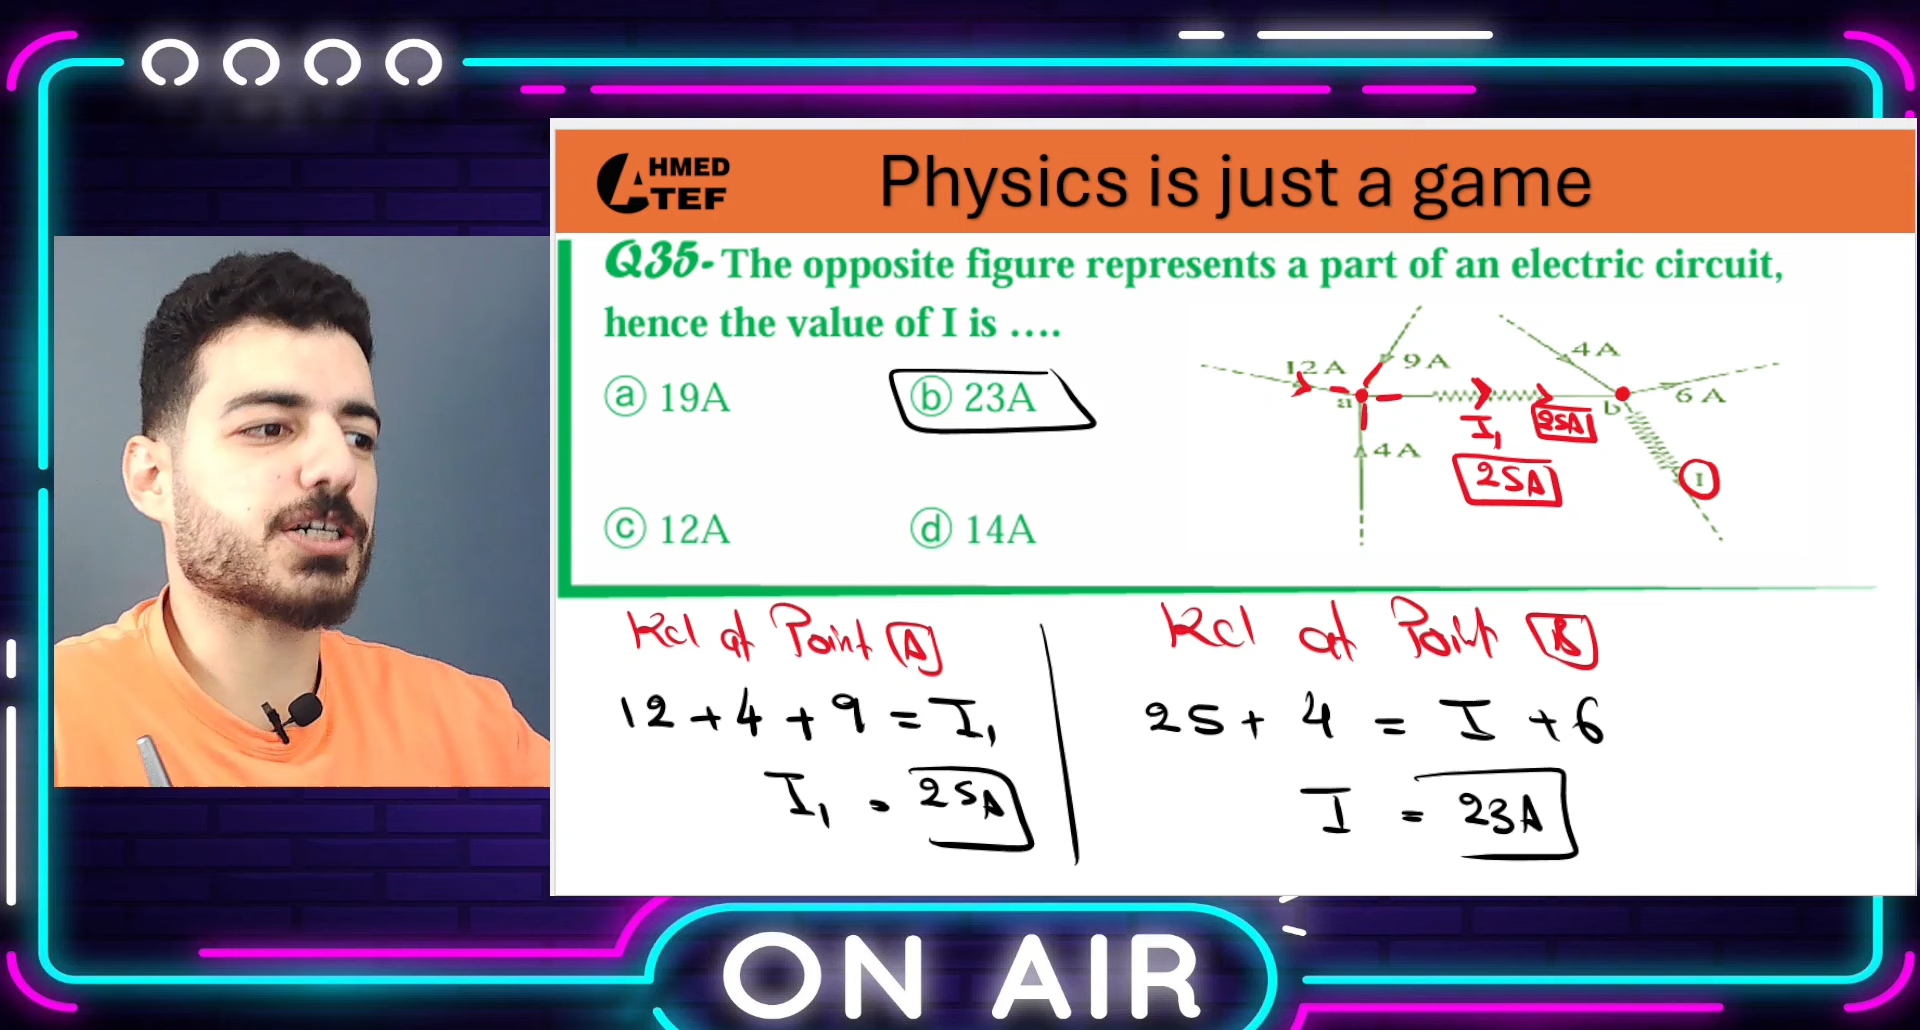 AHMED
ATEF
Physics is just a game
Q35- The opposite figure represents a part of an electric circuit,
hence the value of I is ....
ⓐ 19A
ⓑ 23A
ⓒ 12A
ⓓ 14A
12A
9A
4A
6A
a
b
4A
I₁
25A
25A
I
Kcl at Point A
12 + 4 + 9 = I₁
I₁ = 25A
Kcl at Point B
25 + 4 = I + 6
I = 23A
ON AIR